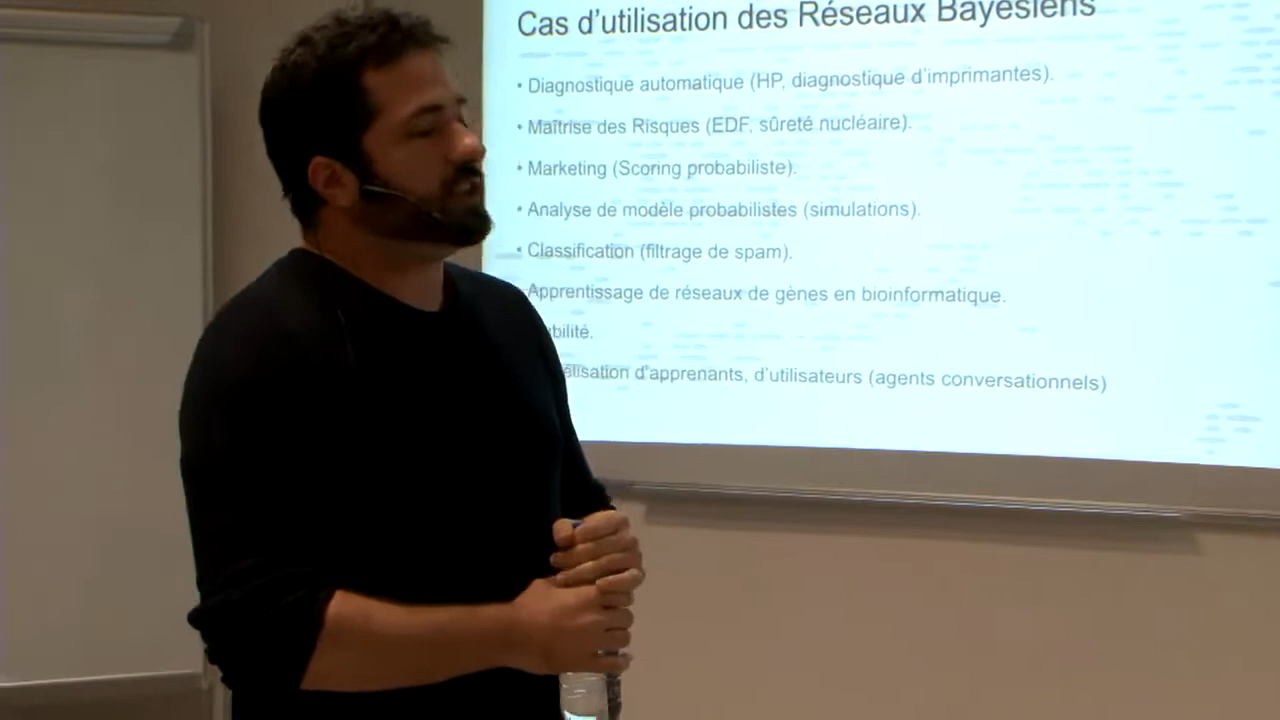 Cas d'utilisation des Réseaux Bayésiens
• Diagnostique automatique (HP, diagnostique d'imprimantes).
• Maîtrise des Risques (EDF, sûreté nucléaire).
• Marketing (Scoring probabiliste).
• Analyse de modèle probabilistes (simulations).
• Classification (filtrage de spam).
Apprentissage de réseaux de gènes en bioinformatique.
d'apprenants, d'utilisateurs (agents conversationnels)